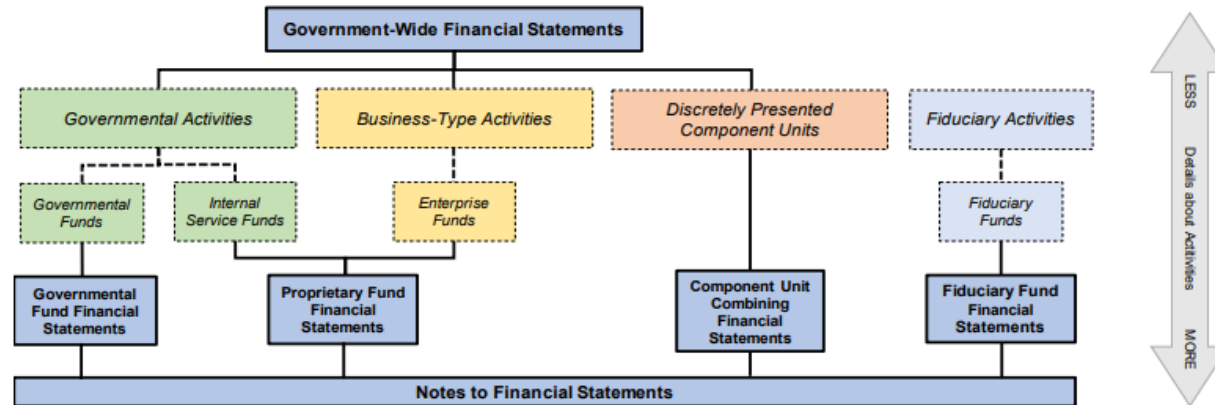 Government-Wide Financial Statements
Governmental Activities
Business-Type Activities
Discretely Presented
Component Units
Fiduciary Activities
Governmental
Funds
Internal
Service Funds
Enterprise
Funds
Fiduciary
Funds
Governmental
Fund Financial
Statements
Proprietary Fund
Financial
Statements
Component Unit
Combining
Financial
Statements
Fiduciary Fund
Financial
Statements
Notes to Financial Statements
LESS Details about Actitivities MORE